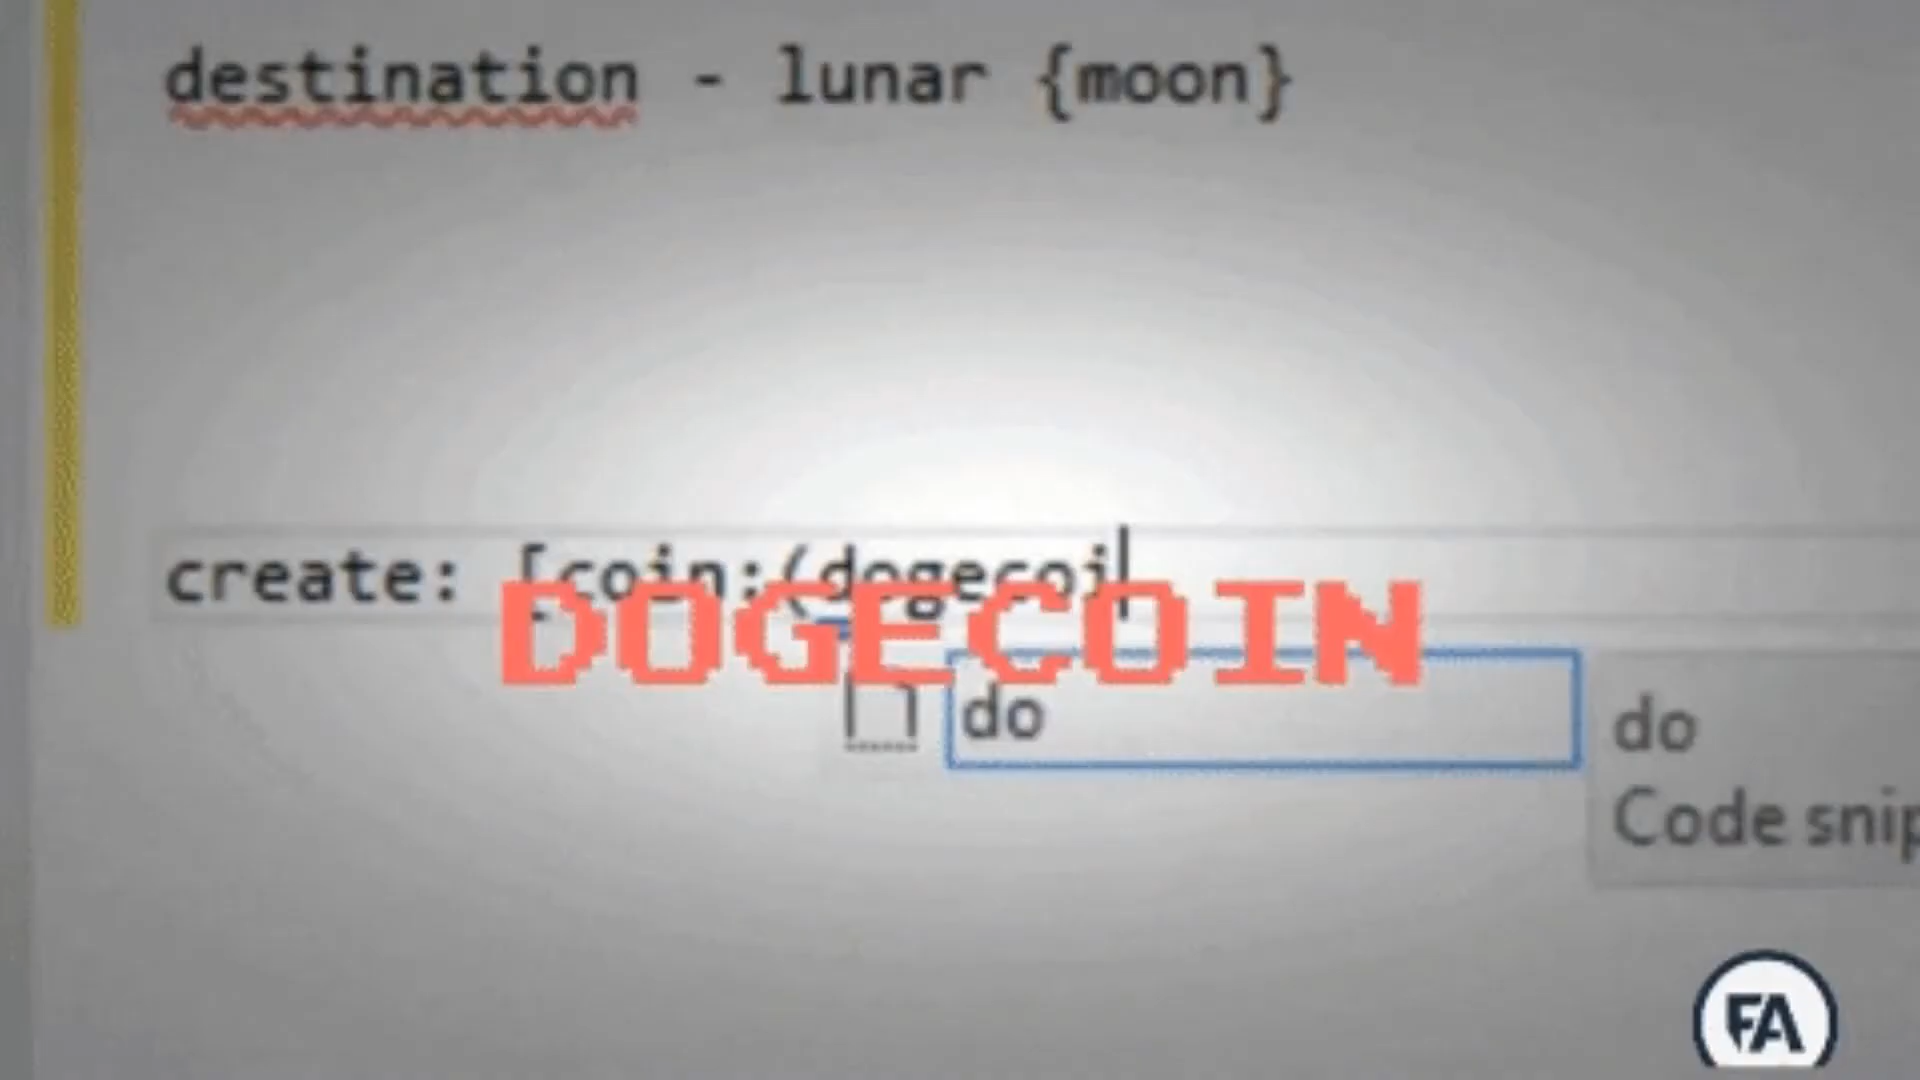 destination - lunar {moon}
create: [coin:(dogecoi
DOGECOIN
do
do
Code snip
FA